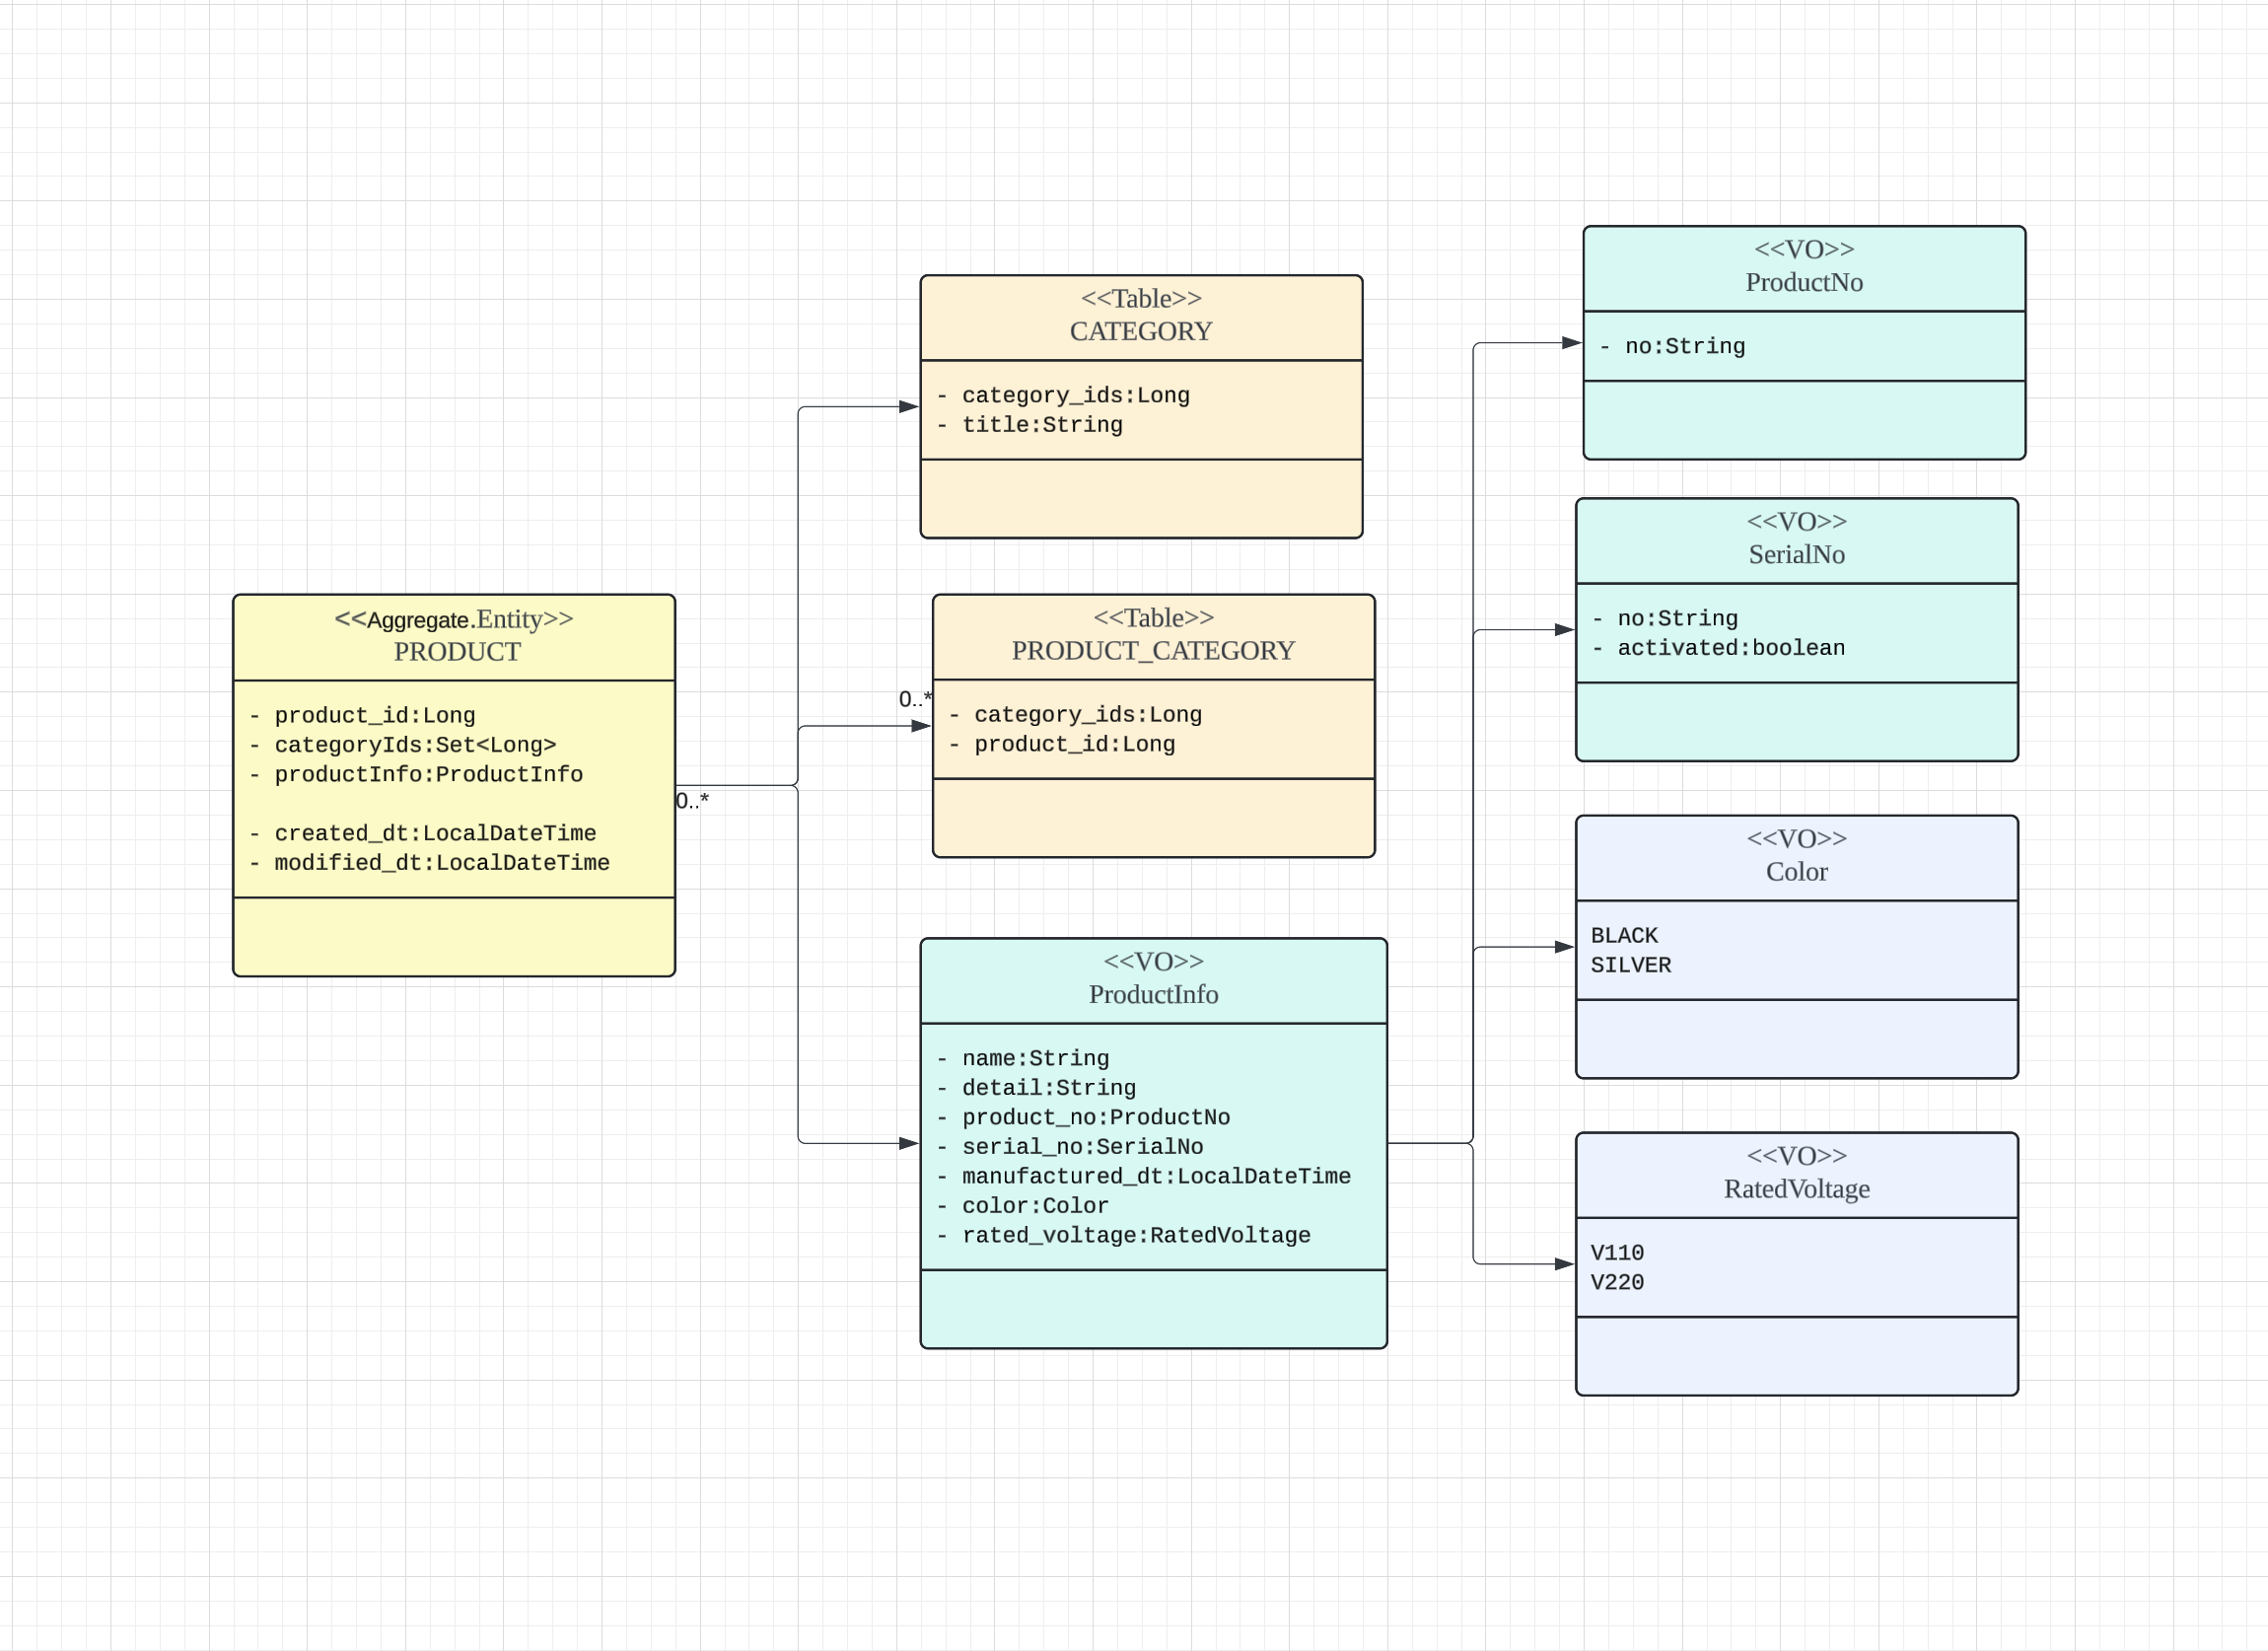 <<Aggregate.Entity>>
PRODUCT
- product_id:Long
- categoryIds:Set<Long>
- productInfo:ProductInfo
- created_dt:LocalDateTime
- modified_dt:LocalDateTime
0..*
<<Table>>
CATEGORY
- category_ids:Long
- title:String
0..*
<<Table>>
PRODUCT_CATEGORY
- category_ids:Long
- product_id:Long
<<VO>>
ProductInfo
- name:String
- detail:String
- product_no:ProductNo
- serial_no:SerialNo
- manufactured_dt:LocalDateTime
- color:Color
- rated_voltage:RatedVoltage
<<VO>>
ProductNo
- no:String
<<VO>>
SerialNo
- no:String
- activated:boolean
<<VO>>
Color
BLACK
SILVER
<<VO>>
RatedVoltage
V110
V220